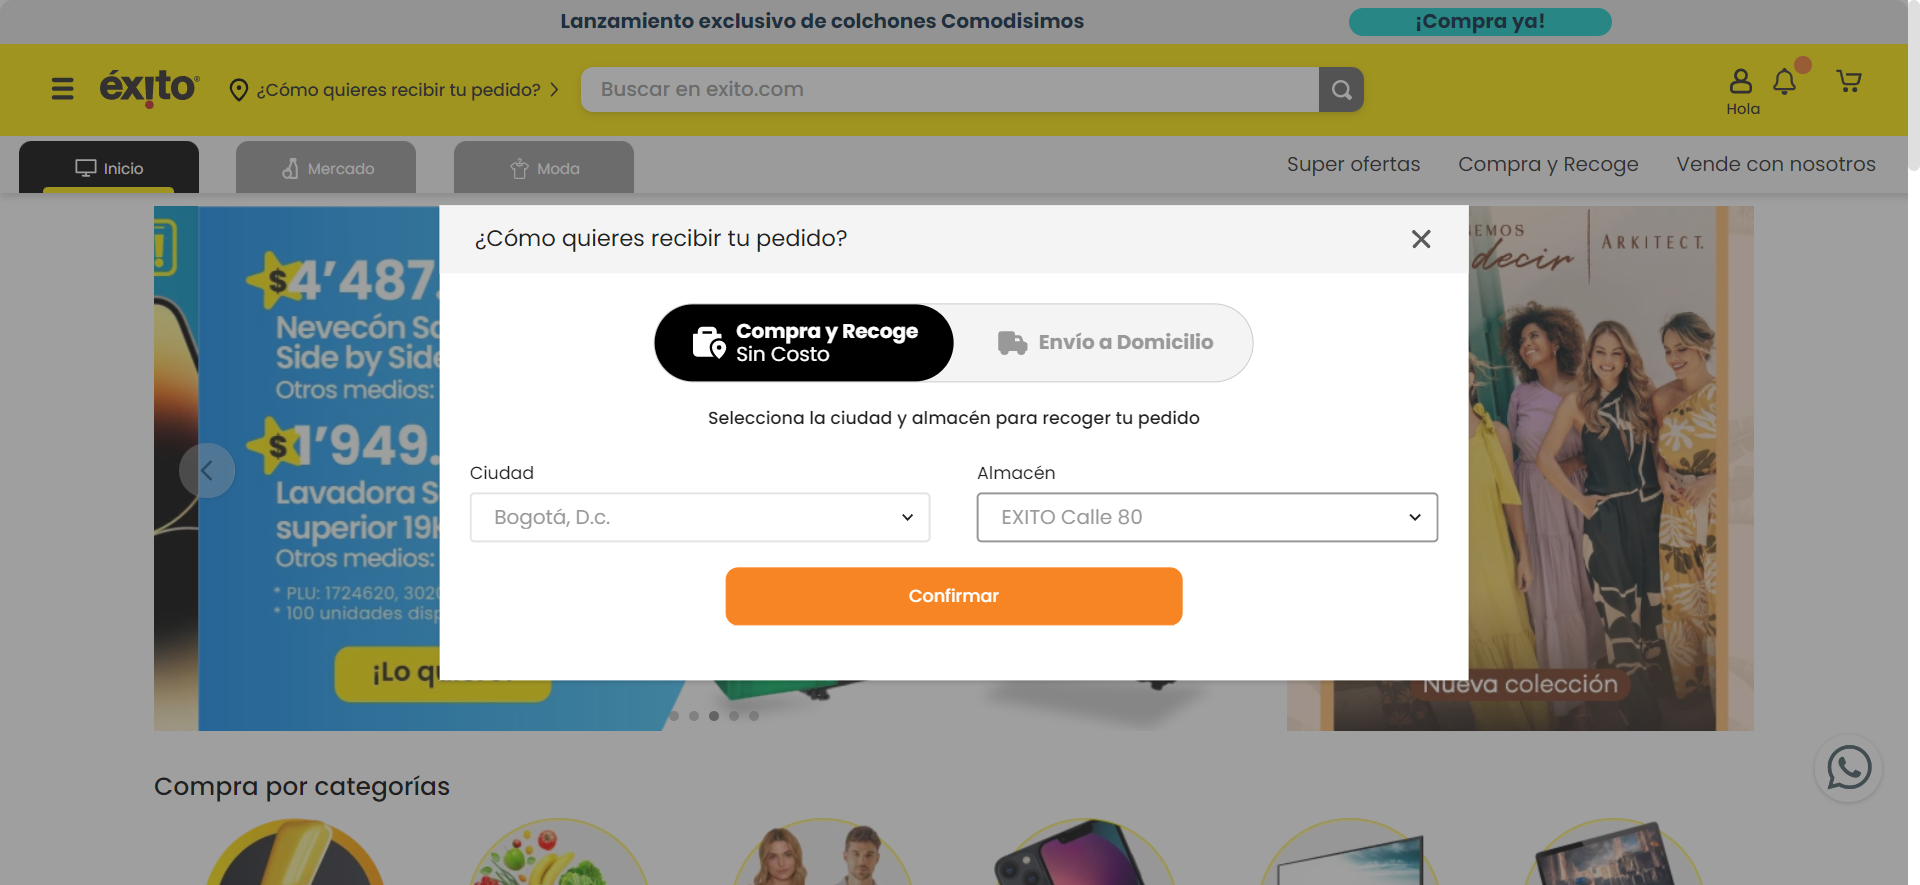 Lanzamiento exclusivo de colchones Comodisimos
¡Compra ya!
éxito
¿Cómo quieres recibir tu pedido?
Buscar en exito.com
Hola
Inicio
Mercado
Moda
Super ofertas
Compra y Recoge
Vende con nosotros
¿Cómo quieres recibir tu pedido?
Compra y Recoge
Sin Costo
Envío a Domicilio
Selecciona la ciudad y almacén para recoger tu pedido
Ciudad
Almacén
Bogotá, D.c.
EXITO Calle 80
Confirmar
$4'487.
Nevecón
Side by Side
Otros medios:
$1'949.
Lavadora S
superior 19K
Otros medios:
* PLU: 1724620, 302
* 100 unidades disp
¡Lo
decir
ARKITECT.
Nueva colección
Compra por categorías